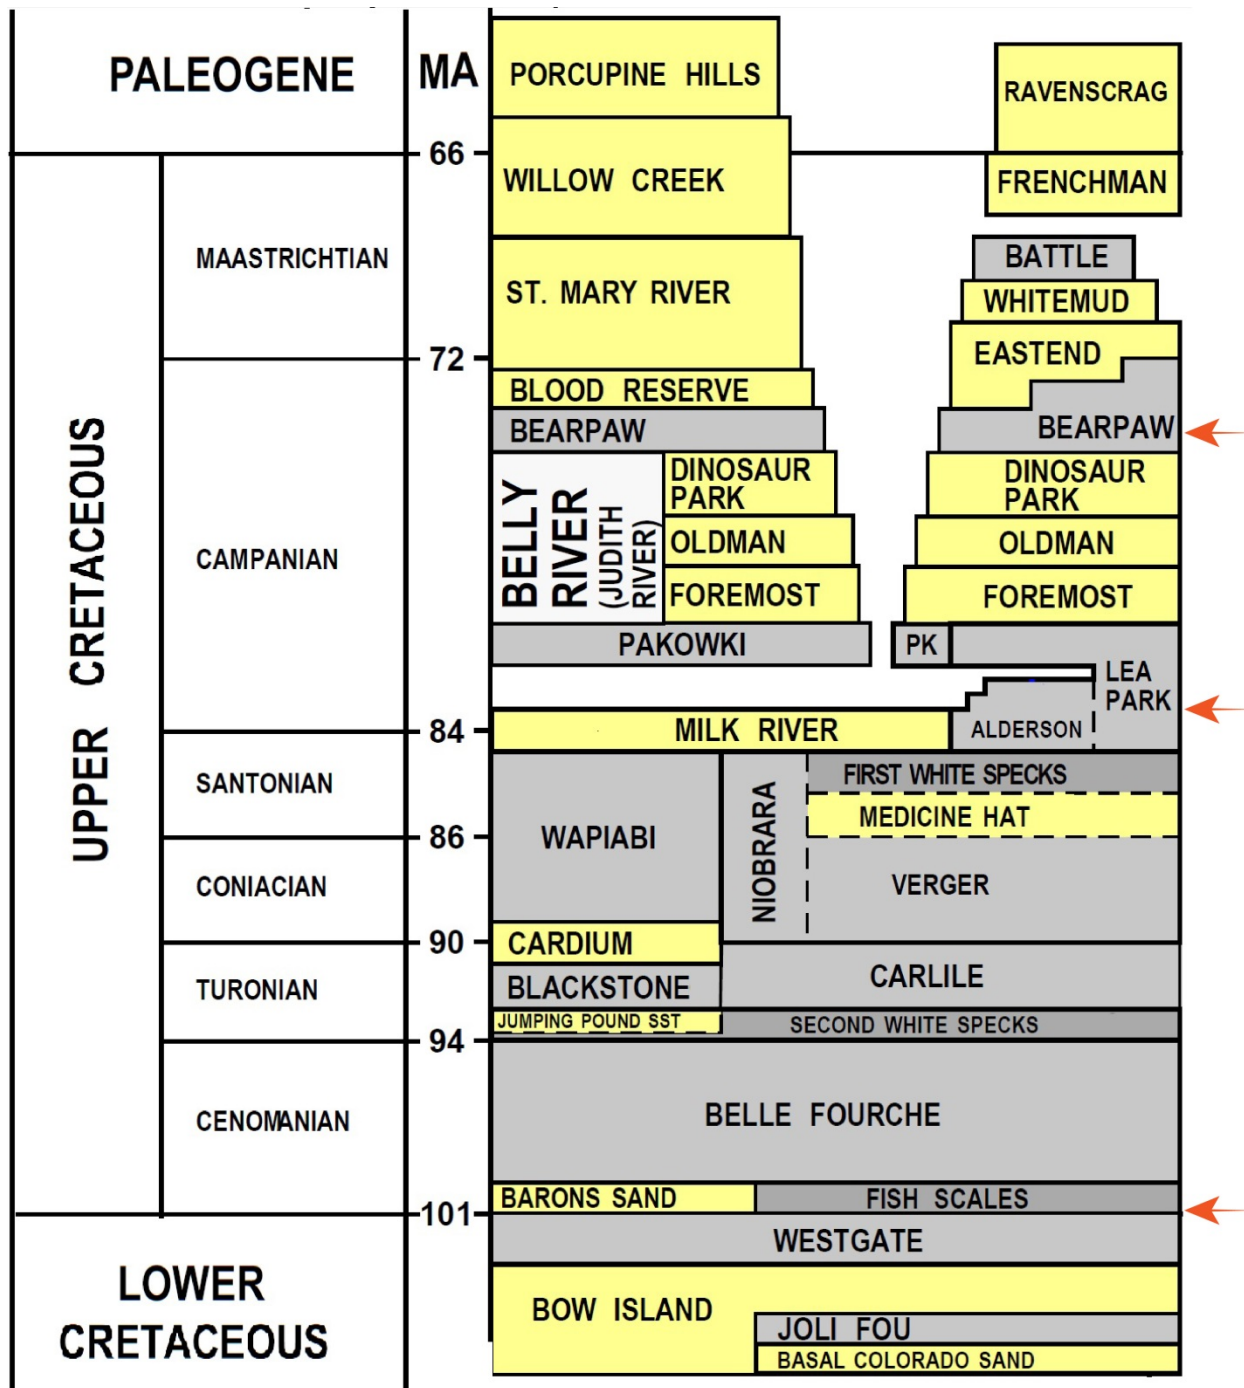 PALEOGENE
MA
PORCUPINE HILLS
RAVENSCRAG
66
WILLOW CREEK
FRENCHMAN
UPPER CRETACEOUS
MAASTRICHTIAN
ST. MARY RIVER
BATTLE
WHITEMUD
EASTEND
72
BLOOD RESERVE
BEARPAW
BEARPAW
CAMPANIAN
BELLY
RIVER
(JUDITH
RIVER)
DINOSAUR
PARK
OLDMAN
FOREMOST
DINOSAUR
PARK
OLDMAN
FOREMOST
PAKOWKI
PK
LEA
PARK
84
MILK RIVER
ALDERSON
SANTONIAN
WAPIABI
NIOBRARA
FIRST WHITE SPECKS
MEDICINE HAT
86
CONIACIAN
VERGER
90
CARDIUM
TURONIAN
BLACKSTONE
CARLILE
JUMPING POUND SST
SECOND WHITE SPECKS
94
CENOMANIAN
BELLE FOURCHE
BARONS SAND
FISH SCALES
101
WESTGATE
LOWER
CRETACEOUS
BOW ISLAND
JOLI FOU
BASAL COLORADO SAND